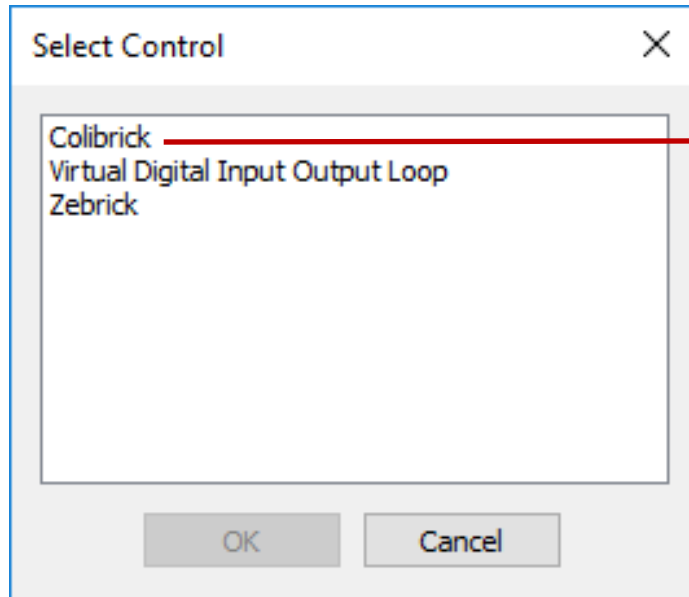 Select Control
Colibrick
Virtual Digital Input Output Loop
Zebrick
OK
Cancel